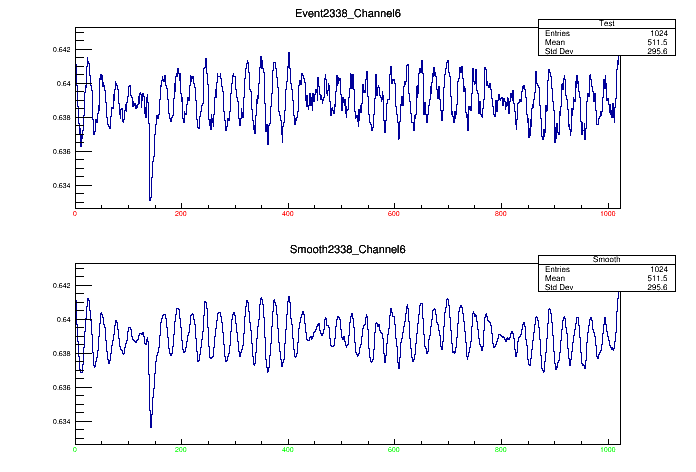 Event2338_Channel6
Test
Entries 1024
Mean 511.5
Std Dev 295.6
0.642
0.64
0.638
0.636
0.634
0 200 400 600 800 1000
Smooth2338_Channel6
Smooth
Entries 1024
Mean 511.5
Std Dev 295.6
0.642
0.64
0.638
0.636
0.634
0 200 400 600 800 1000